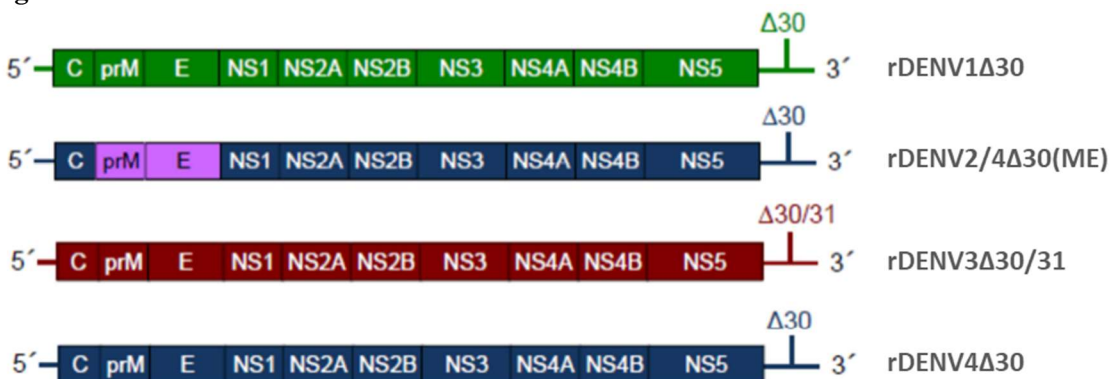 Δ30
5´ C prM E NS1 NS2A NS2B NS3 NS4A NS4B NS5 3´ rDENV1Δ30
Δ30
5´ C prM E NS1 NS2A NS2B NS3 NS4A NS4B NS5 3´ rDENV2/4Δ30(ME)
Δ30/31
5´ C prM E NS1 NS2A NS2B NS3 NS4A NS4B NS5 3´ rDENV3Δ30/31
Δ30
5´ C prM E NS1 NS2A NS2B NS3 NS4A NS4B NS5 3´ rDENV4Δ30